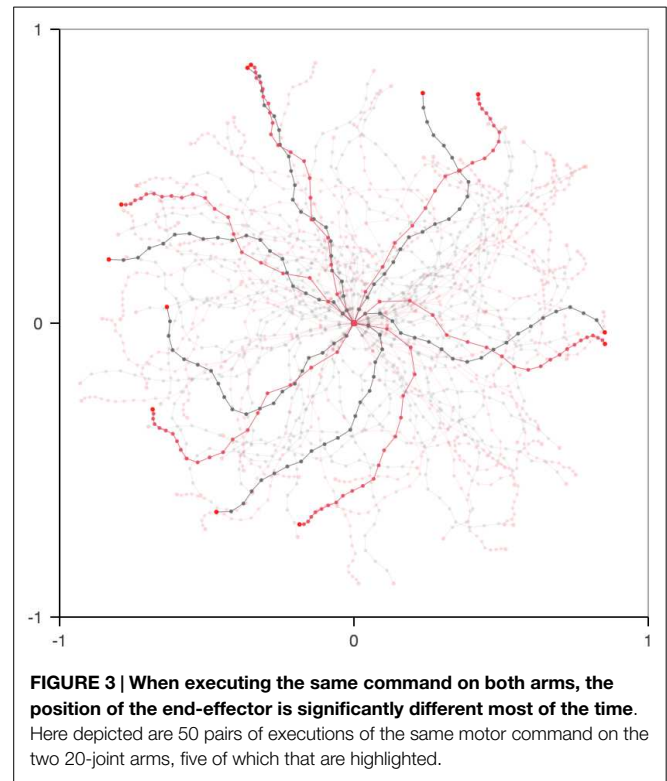 1
0
-1
-1
0
1
FIGURE 3 | When executing the same command on both arms, the
position of the end-effector is significantly different most of the time.
Here depicted are 50 pairs of executions of the same motor command on the
two 20-joint arms, five of which that are highlighted.